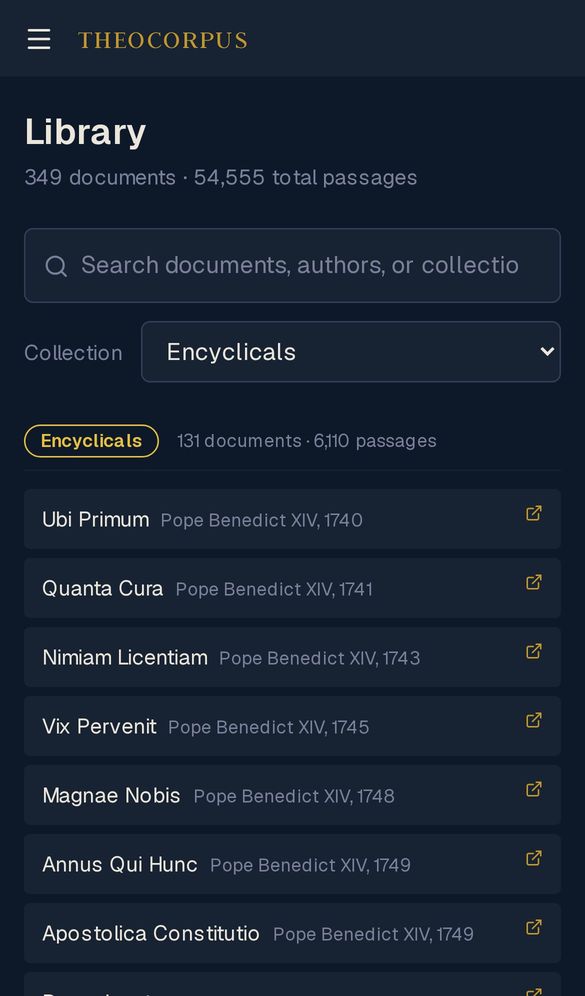 THEOCORPUS
Library
349 documents · 54,555 total passages
Search documents, authors, or collectio
Collection Encyclicals
Encyclicals 131 documents · 6,110 passages
Ubi Primum Pope Benedict XIV, 1740
Quanta Cura Pope Benedict XIV, 1741
Nimiam Licentiam Pope Benedict XIV, 1743
Vix Pervenit Pope Benedict XIV, 1745
Magnae Nobis Pope Benedict XIV, 1748
Annus Qui Hunc Pope Benedict XIV, 1749
Apostolica Constitutio Pope Benedict XIV, 1749